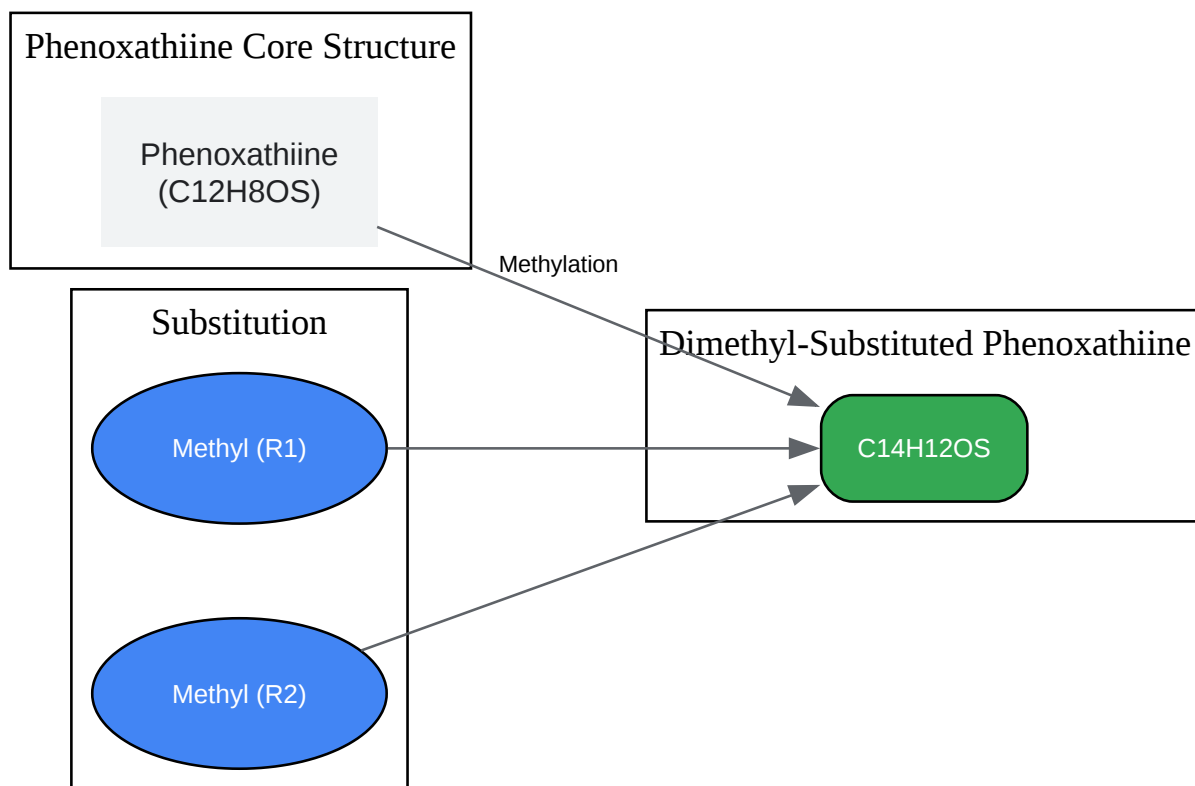 Phenoxathiine Core Structure
Phenoxathiine
(C12H8OS)
Methylation
Substitution
Methyl (R1)
Methyl (R2)
Dimethyl-Substituted Phenoxathiine
C14H12OS